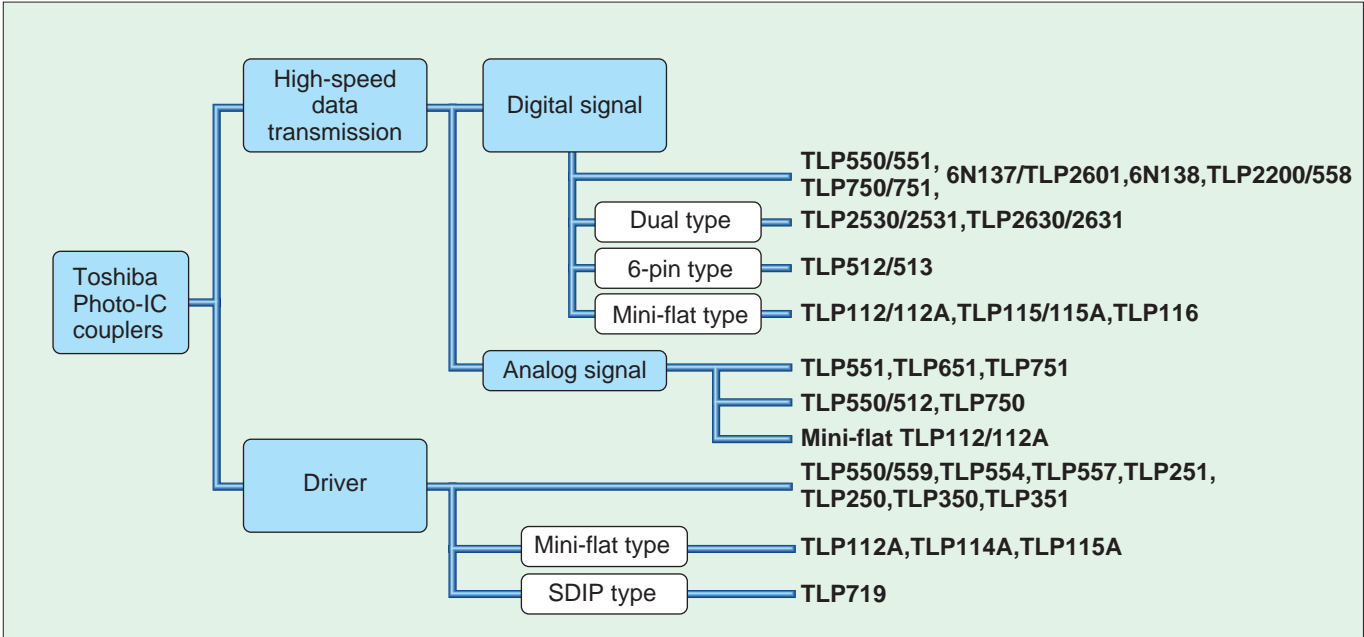 High-speed
data
transmission
Digital signal
TLP550/551,
TLP750/751,
6N137/TLP2601,6N138,TLP2200/558
Dual type
TLP2530/2531,TLP2630/2631
6-pin type
TLP512/513
Mini-flat type
TLP112/112A,TLP115/115A,TLP116
Toshiba
Photo-IC
couplers
Analog signal
TLP551,TLP651,TLP751
TLP550/512,TLP750
Mini-flat TLP112/112A
Driver
TLP550/559,TLP554,TLP557,TLP251,
TLP250,TLP350,TLP351
Mini-flat type
TLP112A,TLP114A,TLP115A
SDIP type
TLP719